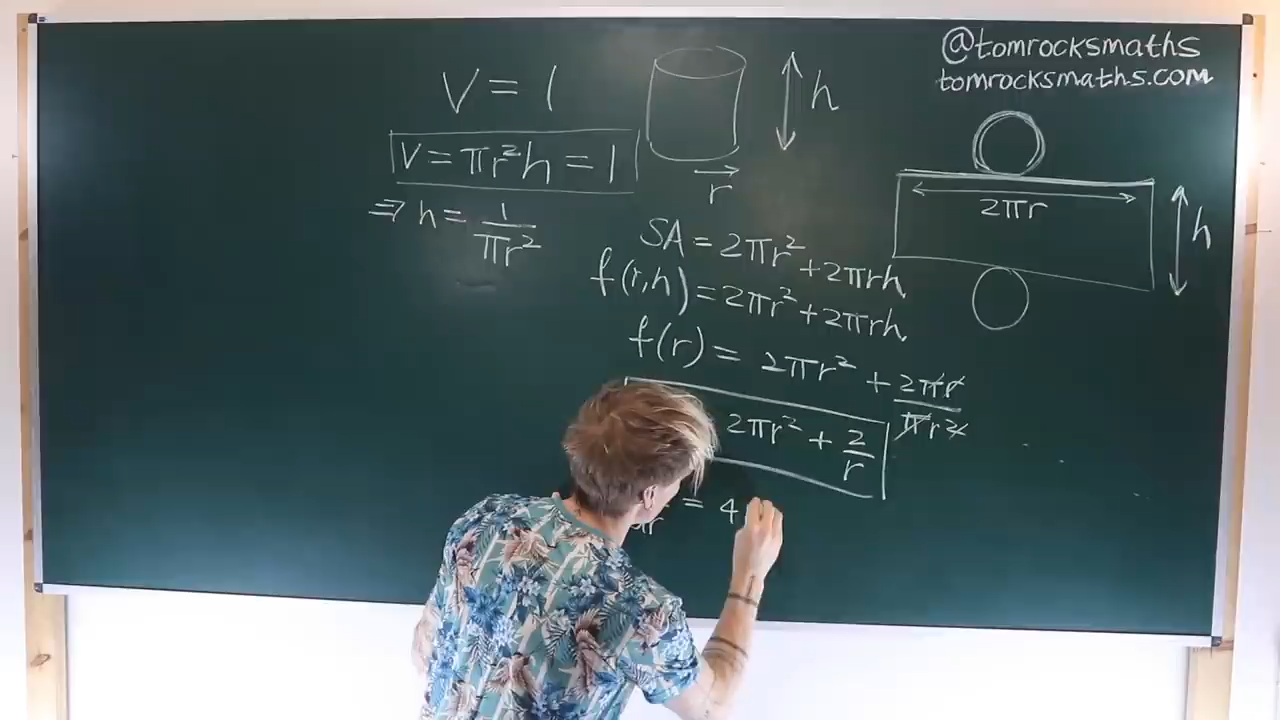 @tomrocksmaths
tomrocksmaths.com
V = 1
h
V = πr²h = 1
r
2πr
h
⇒ h = 1/πr²
SA = 2πr² + 2πrh
f(r,h) = 2πr² + 2πrh
f(r) = 2πr² + 2πr/πr²
2πr² + 2/r
dr = 4